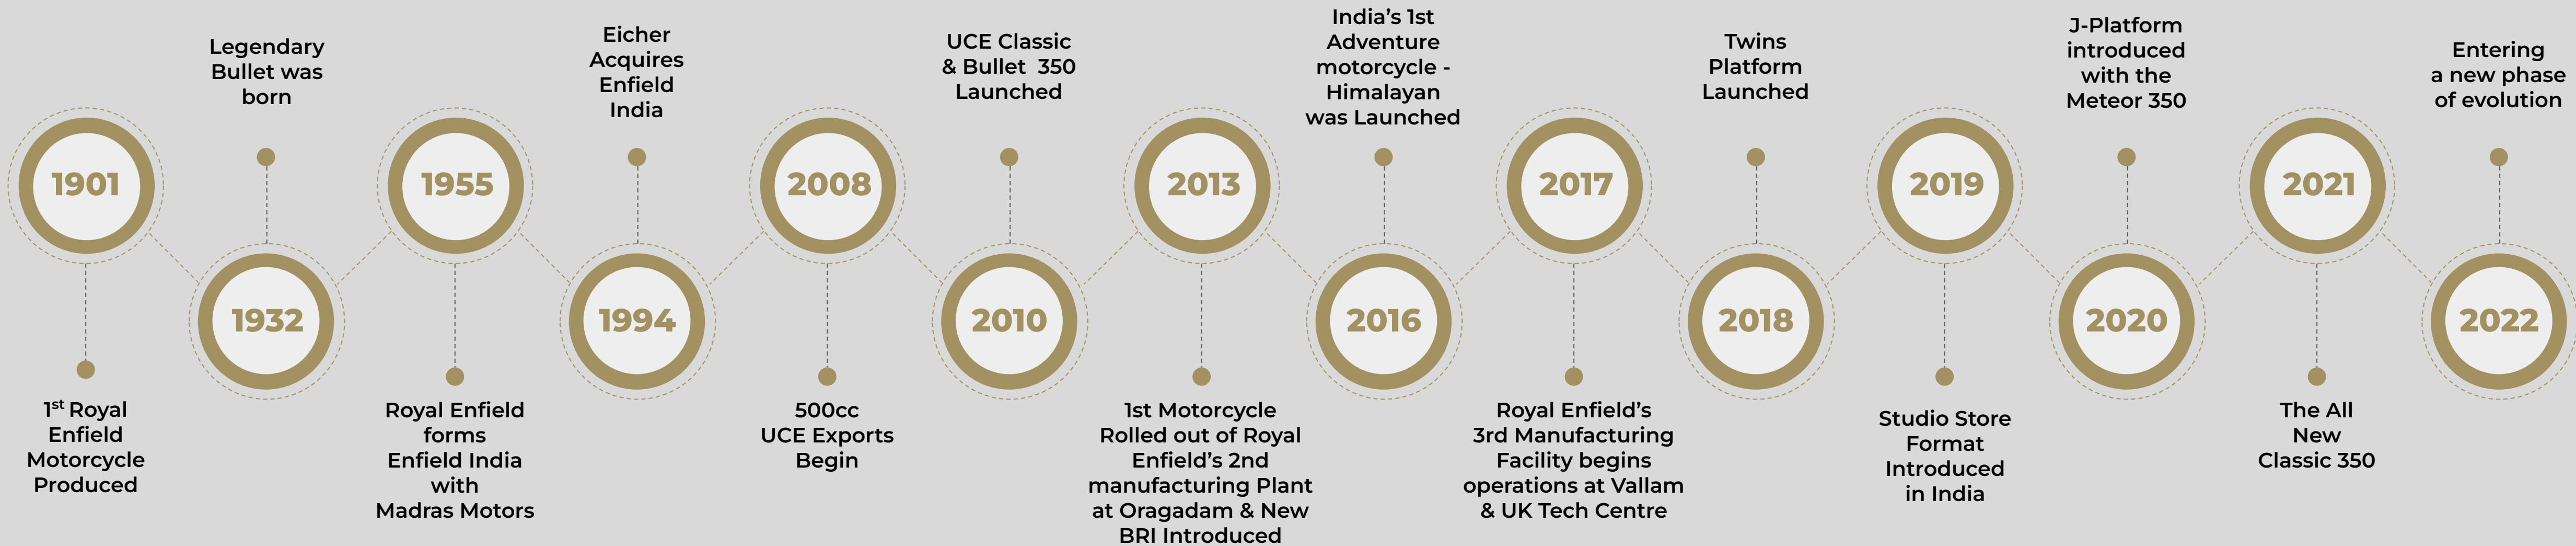 1901
1st Royal
Enfield
Motorcycle
Produced
Legendary
Bullet was
born
1932
1955
Royal Enfield
forms
Enfield India
with
Madras Motors
Eicher
Acquires
Enfield
India
1994
2008
500cc
UCE Exports
Begin
UCE Classic
& Bullet 350
Launched
2010
2013
1st Motorcycle
Rolled out of Royal
Enfield's 2nd
manufacturing Plant
at Oragadam & New
BRI Introduced
India's 1st
Adventure
motorcycle -
Himalayan
was Launched
2016
2017
Royal Enfield's
3rd Manufacturing
Facility begins
operations at Vallam
& UK Tech Centre
Twins
Platform
Launched
2018
2019
Studio Store
Format
Introduced
in India
J-Platform
introduced
with the
Meteor 350
2020
2021
The All
New
Classic 350
Entering
a new phase
of evolution
2022